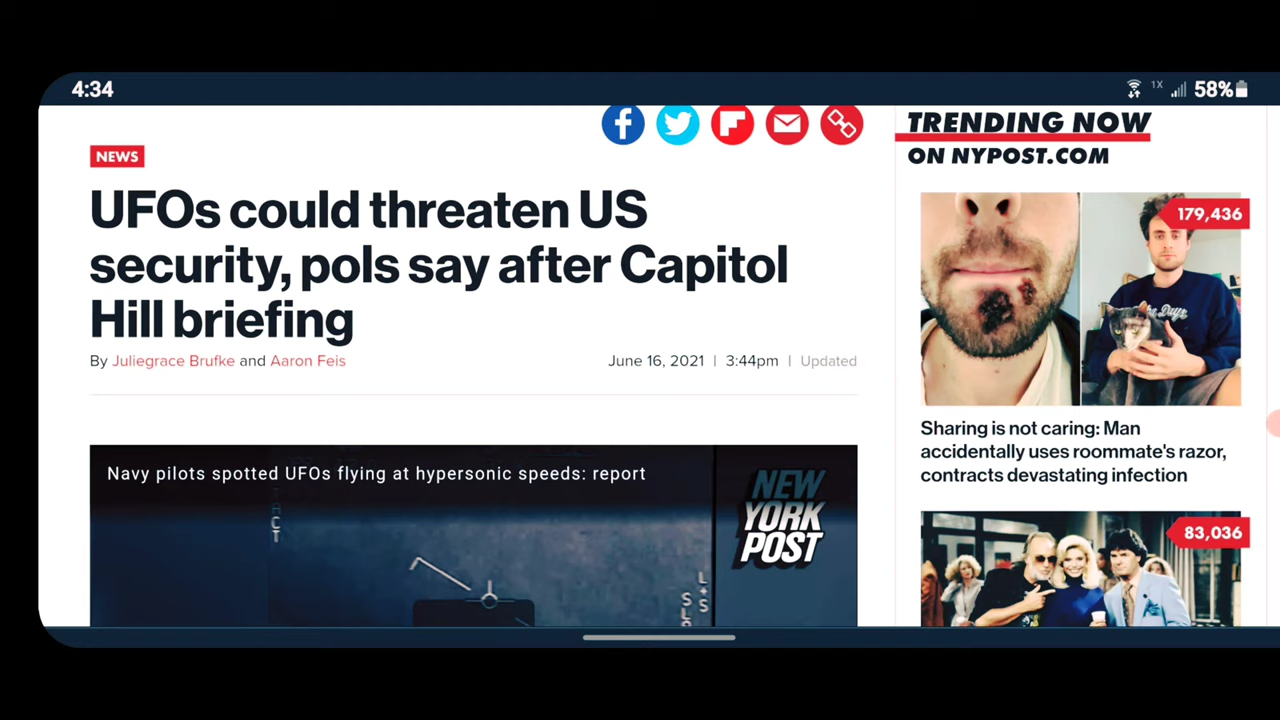 4:34
1X
58%
NEWS
UFOs could threaten US
security, pols say after Capitol
Hill briefing
By Juliegrace Brufke and Aaron Feis
June 16, 2021 | 3:44pm | Updated
Navy pilots spotted UFOs flying at hypersonic speeds: report
NEW
YORK
POST
ACT
L+S
TRENDING NOW
ON NYPOST.COM
179,436
Days
Sharing is not caring: Man
accidentally uses roommate's razor,
contracts devastating infection
83,036